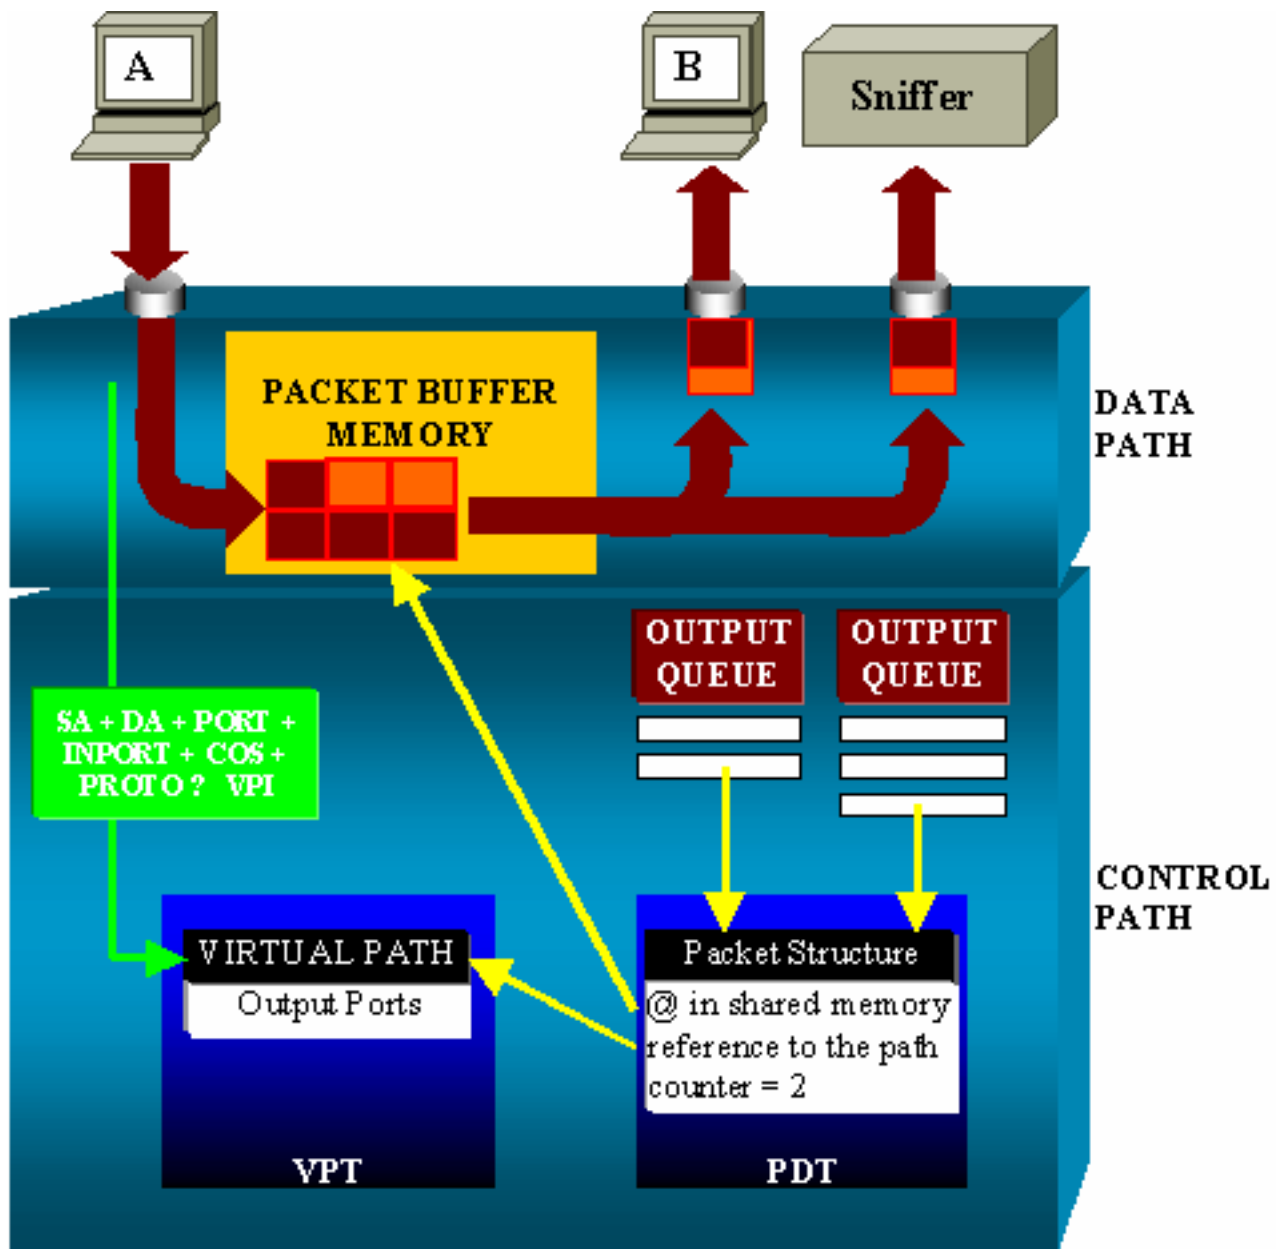 A
B
Sniffer
PACKET BUFFER
MEMORY
DATA
PATH
OUTPUT
QUEUE
OUTPUT
QUEUE
SA + DA + PORT +
INPORT + COS +
PROTO ? VPI
CONTROL
PATH
VIRTUAL PATH
Output Ports
VPT
Packet Structure
@ in shared memory
reference to the path
counter = 2
PDT